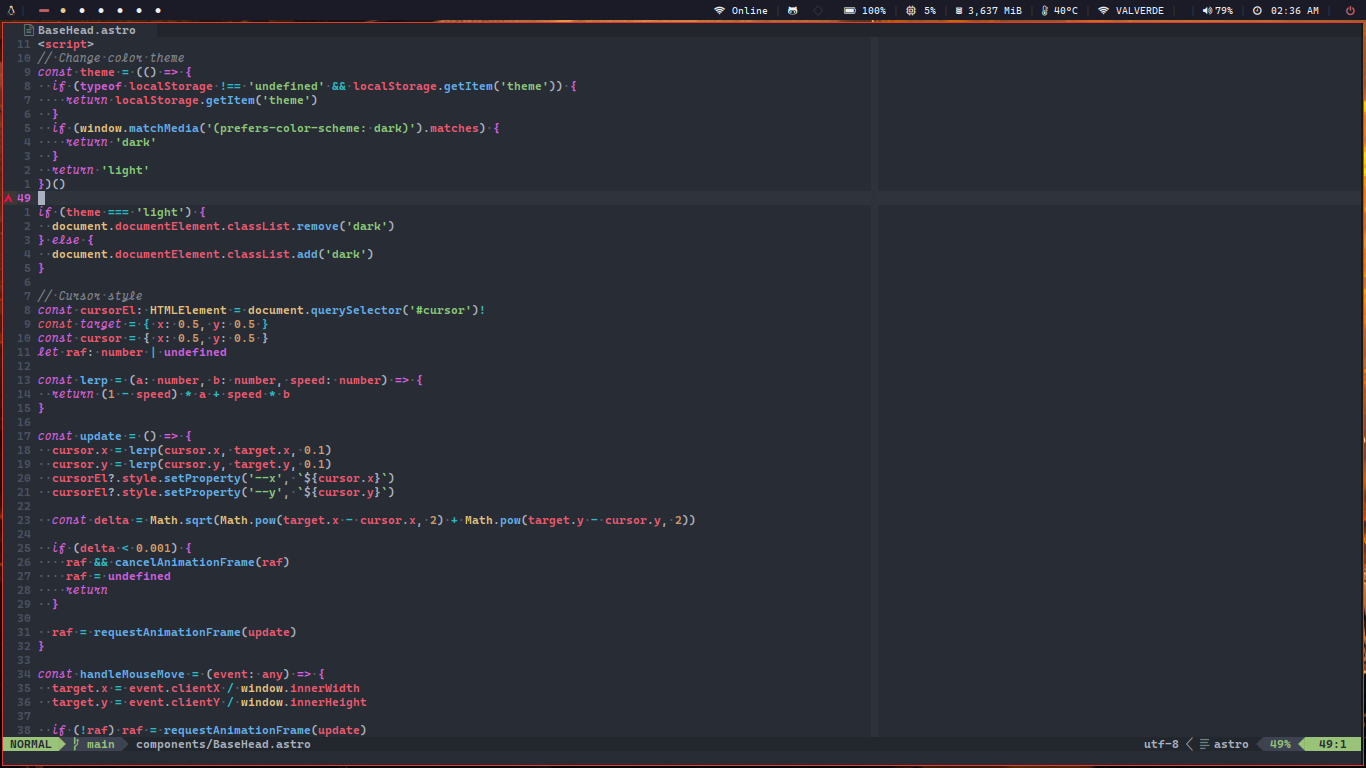 Online 100% 5% 3,637 MiB 40°C VALVERDE 79% 02:36 AM
BaseHead.astro
11 <script>
10 // Change color theme
9 const theme = (() => {
8   if (typeof localStorage !== 'undefined' && localStorage.getItem('theme')) {
7     return localStorage.getItem('theme')
6   }
5   if (window.matchMedia('(prefers-color-scheme: dark)').matches) {
4     return 'dark'
3   }
2   return 'light'
1 })()
49
1 if (theme === 'light') {
2   document.documentElement.classList.remove('dark')
3 } else {
4   document.documentElement.classList.add('dark')
5 }
6
7 // Cursor style
8 const cursorEl: HTMLElement = document.querySelector('#cursor')!
9 const target = { x: 0.5, y: 0.5 }
10 const cursor = { x: 0.5, y: 0.5 }
11 let raf: number | undefined
12
13 const lerp = (a: number, b: number, speed: number) => {
14   return (1 - speed) * a + speed * b
15 }
16
17 const update = () => {
18   cursor.x = lerp(cursor.x, target.x, 0.1)
19   cursor.y = lerp(cursor.y, target.y, 0.1)
20   cursorEl?.style.setProperty('--x', `${cursor.x}`)
21   cursorEl?.style.setProperty('--y', `${cursor.y}`)
22
23   const delta = Math.sqrt(Math.pow(target.x - cursor.x, 2) + Math.pow(target.y - cursor.y, 2))
24
25   if (delta < 0.001) {
26     raf && cancelAnimationFrame(raf)
27     raf = undefined
28     return
29   }
30
31   raf = requestAnimationFrame(update)
32 }
33
34 const handleMouseMove = (event: any) => {
35   target.x = event.clientX / window.innerWidth
36   target.y = event.clientY / window.innerHeight
37
38   if (!raf) raf = requestAnimationFrame(update)
NORMAL main components/BaseHead.astro utf-8 astro 49% 49:1